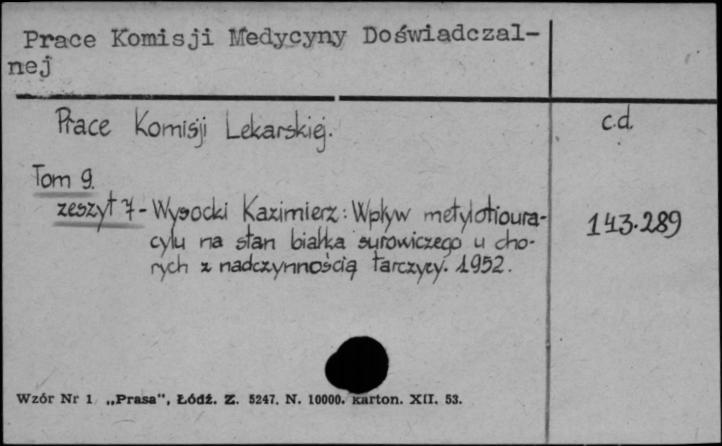 Prace Komisji Medycyny Doświadczal-
nej
Prace Komisji Lekarskiej.
c.d.
Tom 9.
zeszyt 7 - Wysocki Kazimierz: Wpływ metylotioura-
cylu na stan białka surowiczego u cho-
rych z nadczynnością tarczycy. 1952.
143.289
Wzór Nr 1 „Prasa", Łódź. Z. 5247. N. 10000. karton. XII. 53.